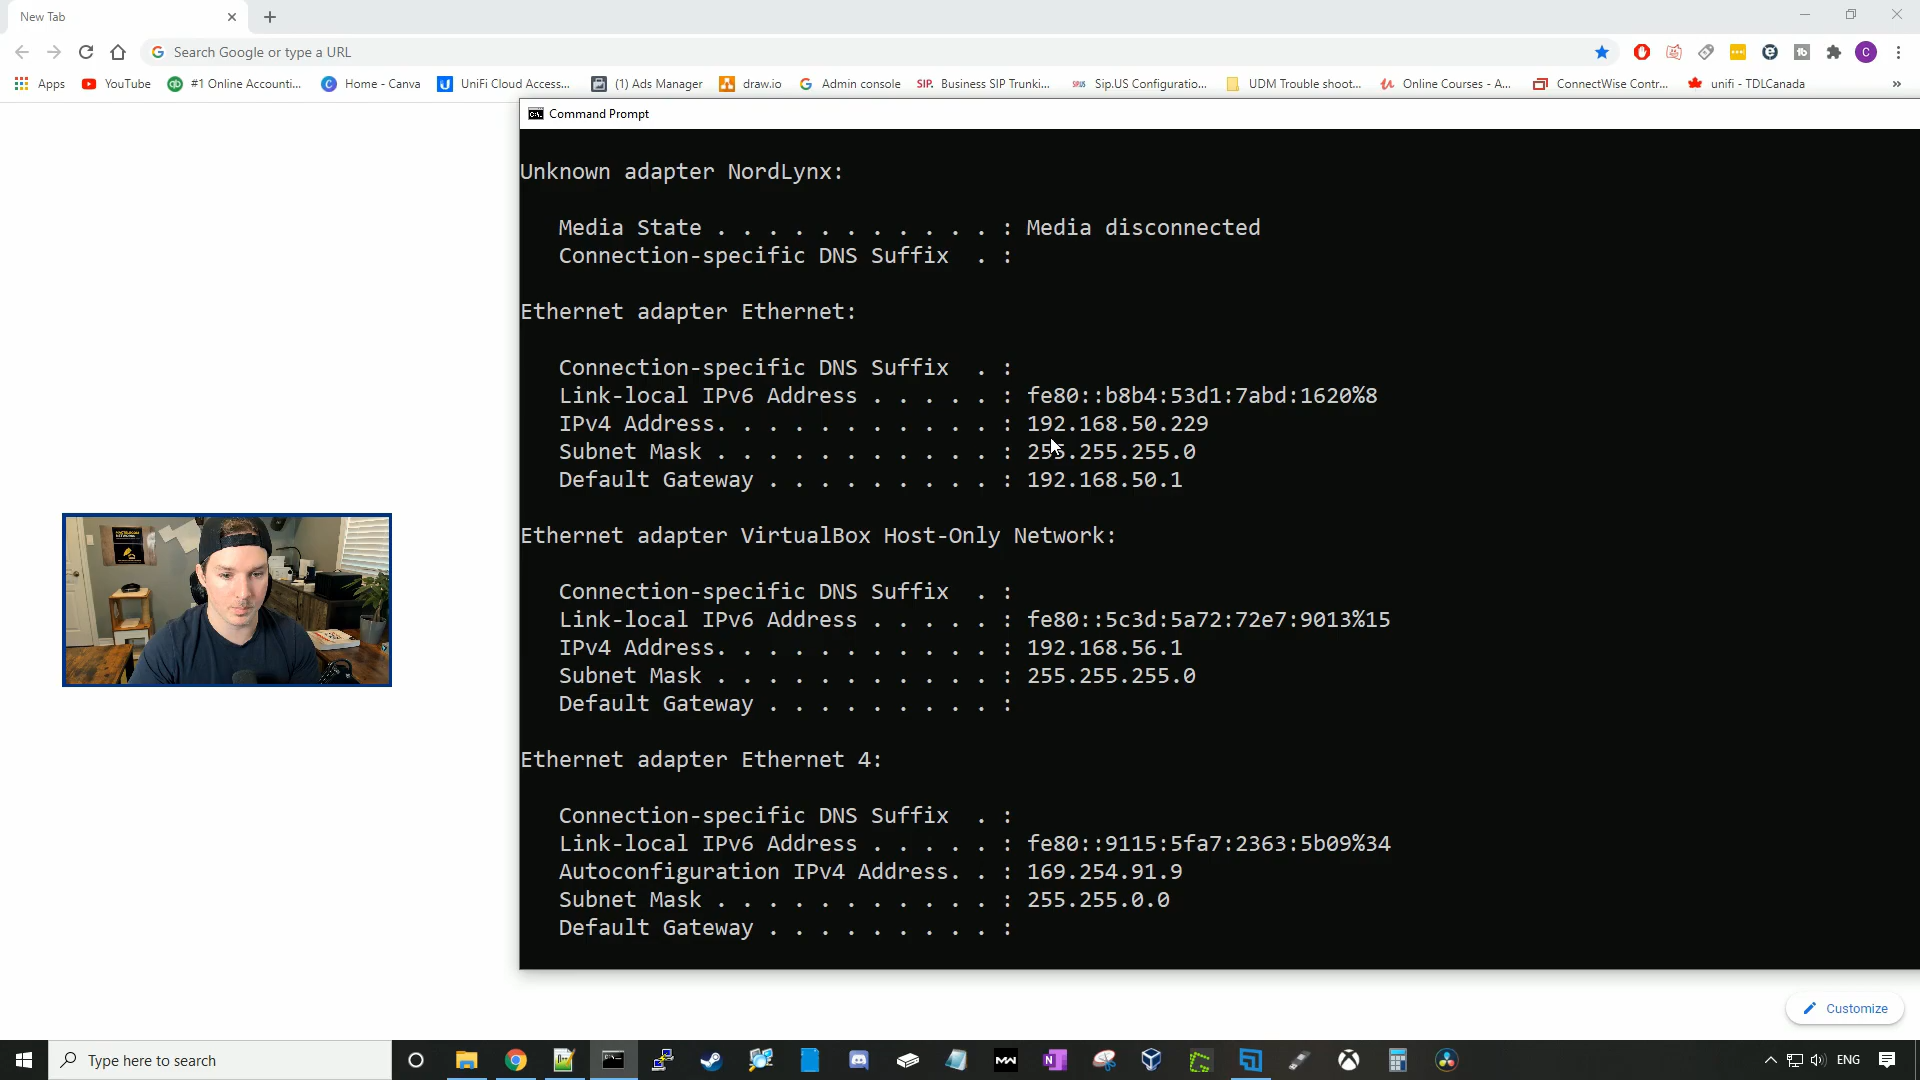 New Tab
Search Google or type a URL
Apps
YouTube
#1 Online Accounti...
Home - Canva
UniFi Cloud Access...
(1) Ads Manager
draw.io
Admin console
SIP. Business SIP Trunki...
Sip.US Configuratio...
UDM Trouble shoot...
Online Courses - A...
ConnectWise Contr...
unifi - TDLCanada
»
Command Prompt
Unknown adapter NordLynx:
Media State . . . . . . . . . . . : Media disconnected
Connection-specific DNS Suffix  . :
Ethernet adapter Ethernet:
Connection-specific DNS Suffix  . :
Link-local IPv6 Address . . . . . : fe80::b8b4:53d1:7abd:1620%8
IPv4 Address. . . . . . . . . . . : 192.168.50.229
Subnet Mask . . . . . . . . . . . : 255.255.255.0
Default Gateway . . . . . . . . . : 192.168.50.1
Ethernet adapter VirtualBox Host-Only Network:
Connection-specific DNS Suffix  . :
Link-local IPv6 Address . . . . . : fe80::5c3d:5a72:72e7:9013%15
IPv4 Address. . . . . . . . . . . : 192.168.56.1
Subnet Mask . . . . . . . . . . . : 255.255.255.0
Default Gateway . . . . . . . . . :
Ethernet adapter Ethernet 4:
Connection-specific DNS Suffix  . :
Link-local IPv6 Address . . . . . : fe80::9115:5fa7:2363:5b09%34
Autoconfiguration IPv4 Address. . : 169.254.91.9
Subnet Mask . . . . . . . . . . . : 255.255.0.0
Default Gateway . . . . . . . . . :
Customize
Type here to search
ENG